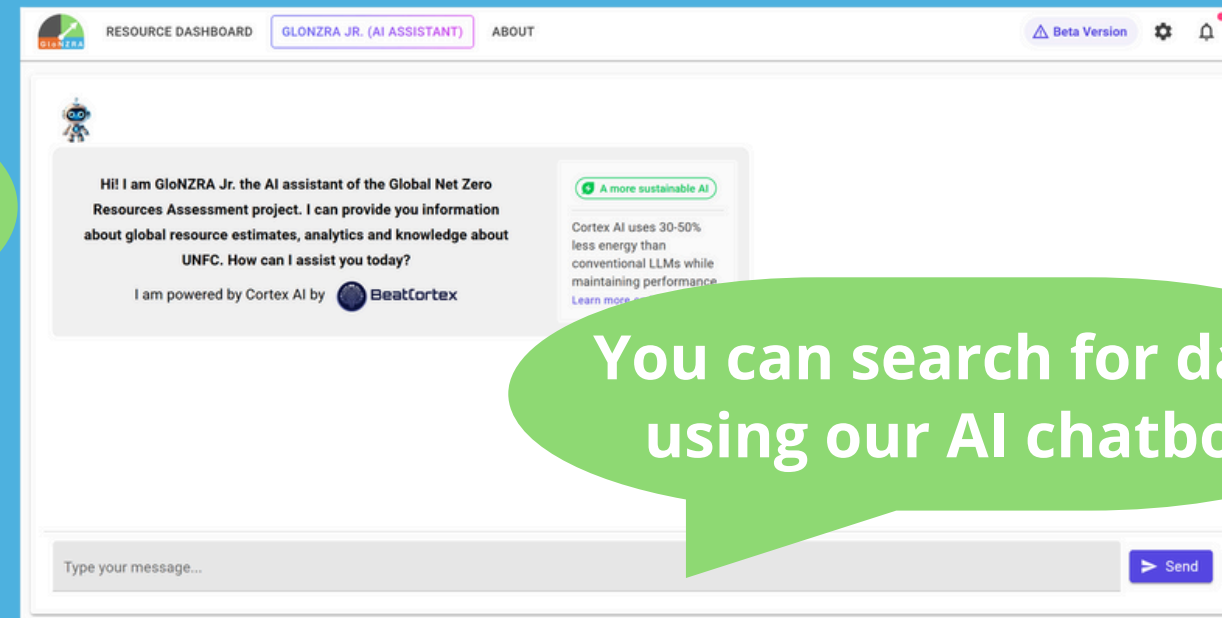 GloNZRA
RESOURCE DASHBOARD
GLONZRA JR. (AI ASSISTANT)
ABOUT
Beta Version
Hi! I am GloNZRA Jr. the AI assistant of the Global Net Zero
Resources Assessment project. I can provide you information
about global resource estimates, analytics and knowledge about
UNFC. How can I assist you today?
I am powered by Cortex AI by BeatCortex
A more sustainable AI
Cortex AI uses 30-50%
less energy than
conventional LLMs while
maintaining performance
Learn more
You can search for
using our AI
Type your message...
Send